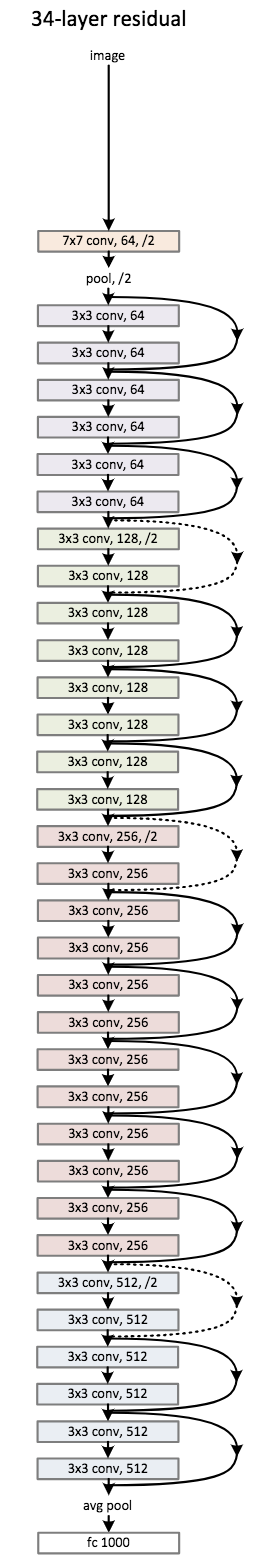 34-layer residual
image
7x7 conv, 64, /2
pool, /2
3x3 conv, 64
3x3 conv, 64
3x3 conv, 64
3x3 conv, 64
3x3 conv, 64
3x3 conv, 64
3x3 conv, 128, /2
3x3 conv, 128
3x3 conv, 128
3x3 conv, 128
3x3 conv, 128
3x3 conv, 128
3x3 conv, 128
3x3 conv, 128
3x3 conv, 256, /2
3x3 conv, 256
3x3 conv, 256
3x3 conv, 256
3x3 conv, 256
3x3 conv, 256
3x3 conv, 256
3x3 conv, 256
3x3 conv, 256
3x3 conv, 256
3x3 conv, 256
3x3 conv, 256
3x3 conv, 512, /2
3x3 conv, 512
3x3 conv, 512
3x3 conv, 512
3x3 conv, 512
3x3 conv, 512
avg pool
fc 1000